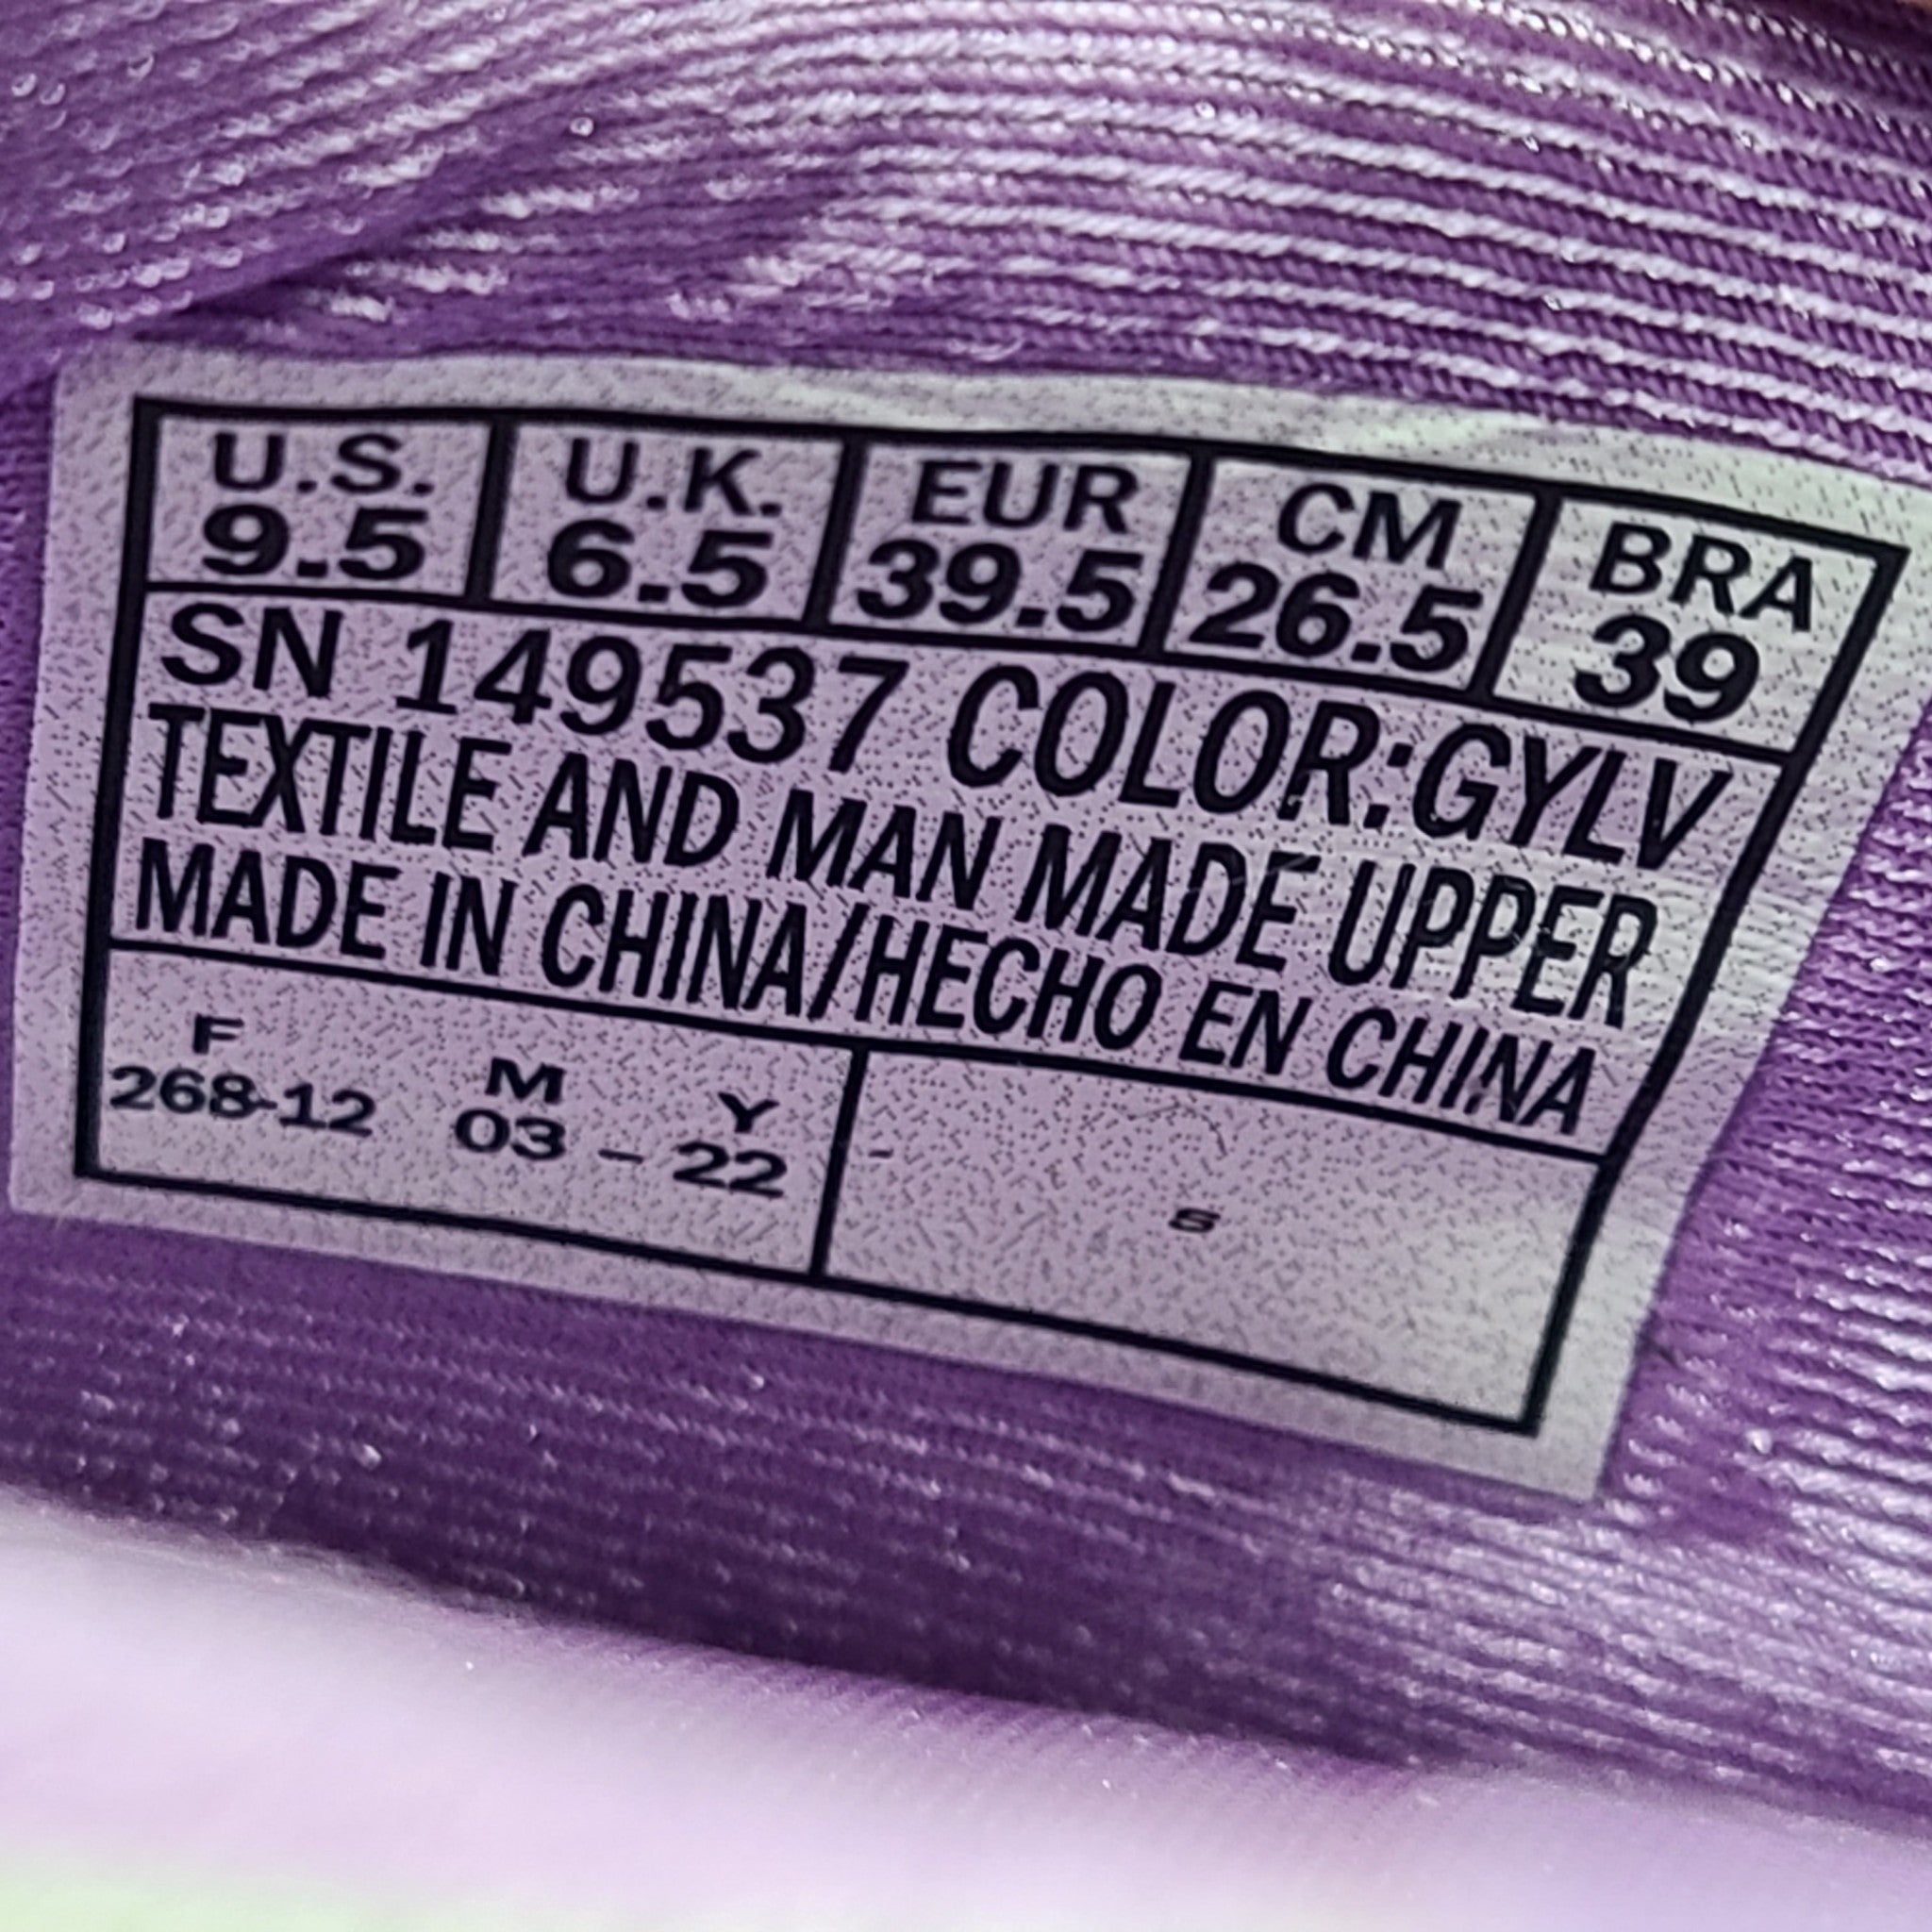 U.S. U.K. EUR CM BRA
9.5 6.5 39.5 26.5 39
SN 149537 COLOR:GYLV
TEXTILE AND MAN MADE UPPER
MADE IN CHINA/HECHO EN CHINA
F M Y
268-12 03 - 22 -
s